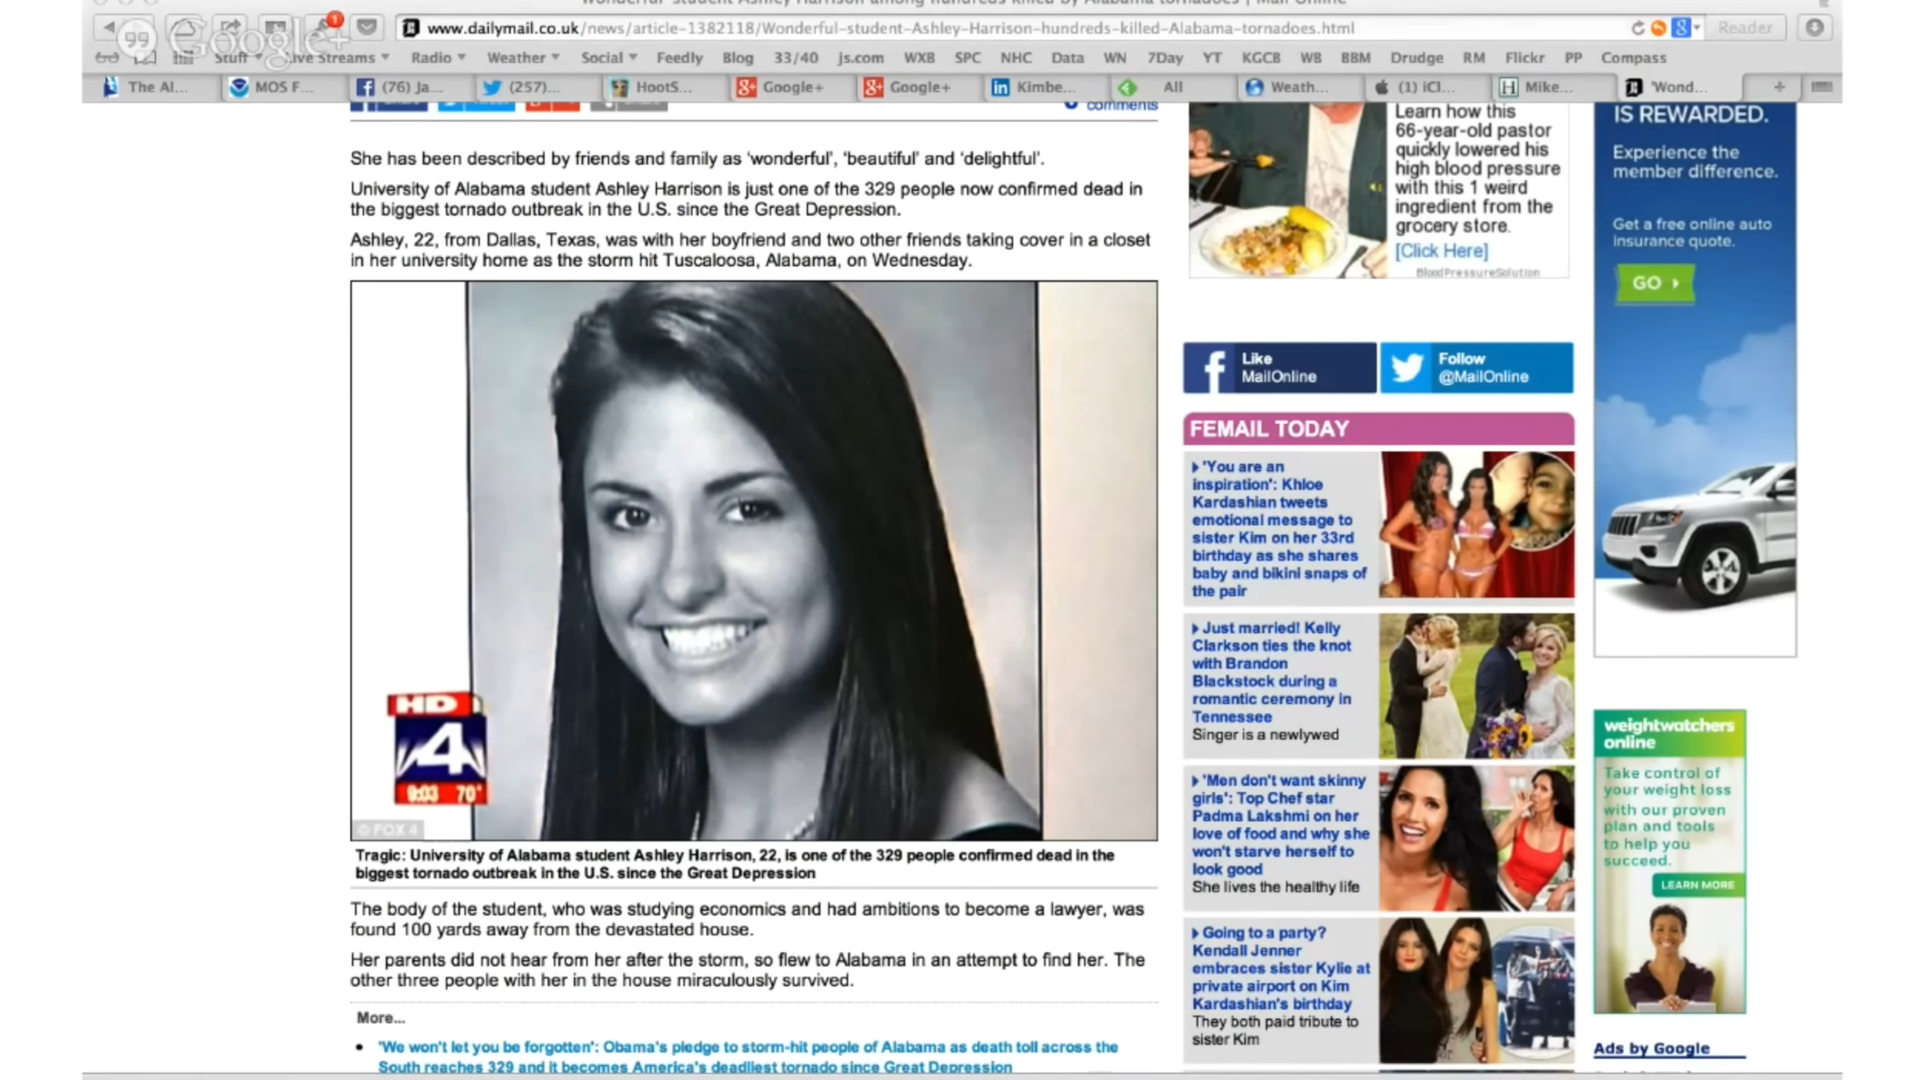 Wonderful student Ashley Harrison among hundreds killed by Alabama tornadoes | Mail Online
Google+
1
www.dailymail.co.uk/news/article-1382118/Wonderful-student-Ashley-Harrison-hundreds-killed-Alabama-tornadoes.html
Reader
Stuff Live Streams Radio Weather Social Feedly Blog 33/40 js.com WXB SPC NHC Data WN 7Day YT KGCB WB BBM Drudge RM Flickr PP Compass
The Al... MOS F... (76) Ja... (257)... HootS... Google+ Google+ Kimbe... All Weath... (1) iCl... Mike... 'Wond...
comments
She has been described by friends and family as 'wonderful', 'beautiful' and 'delightful'.
University of Alabama student Ashley Harrison is just one of the 329 people now confirmed dead in
the biggest tornado outbreak in the U.S. since the Great Depression.
Ashley, 22, from Dallas, Texas, was with her boyfriend and two other friends taking cover in a closet
in her university home as the storm hit Tuscaloosa, Alabama, on Wednesday.
HD
4
9:03 70°
© FOX 4
Tragic: University of Alabama student Ashley Harrison, 22, is one of the 329 people confirmed dead in the
biggest tornado outbreak in the U.S. since the Great Depression
The body of the student, who was studying economics and had ambitions to become a lawyer, was
found 100 yards away from the devastated house.
Her parents did not hear from her after the storm, so flew to Alabama in an attempt to find her. The
other three people with her in the house miraculously survived.
More...
'We won't let you be forgotten': Obama's pledge to storm-hit people of Alabama as death toll across the
South reaches 329 and it becomes America's deadliest tornado since Great Depression
Learn how this
66-year-old pastor
quickly lowered his
high blood pressure
with this 1 weird
ingredient from the
grocery store.
[Click Here]
BloodPressureSolution
Like
MailOnline
Follow
@MailOnline
FEMAIL TODAY
'You are an
inspiration': Khloe
Kardashian tweets
emotional message to
sister Kim on her 33rd
birthday as she shares
baby and bikini snaps of
the pair
Just married! Kelly
Clarkson ties the knot
with Brandon
Blackstock during a
romantic ceremony in
Tennessee
Singer is a newlywed
'Men don't want skinny
girls': Top Chef star
Padma Lakshmi on her
love of food and why she
won't starve herself to
look good
She lives the healthy life
Going to a party?
Kendall Jenner
embraces sister Kylie at
private airport on Kim
Kardashian's birthday
They both paid tribute to
sister Kim
IS REWARDED.
Experience the
member difference.
Get a free online auto
insurance quote.
GO
weightwatchers
online
Take control of
your weight loss
with our proven
plan and tools
to help you
succeed.
LEARN MORE
Ads by Google